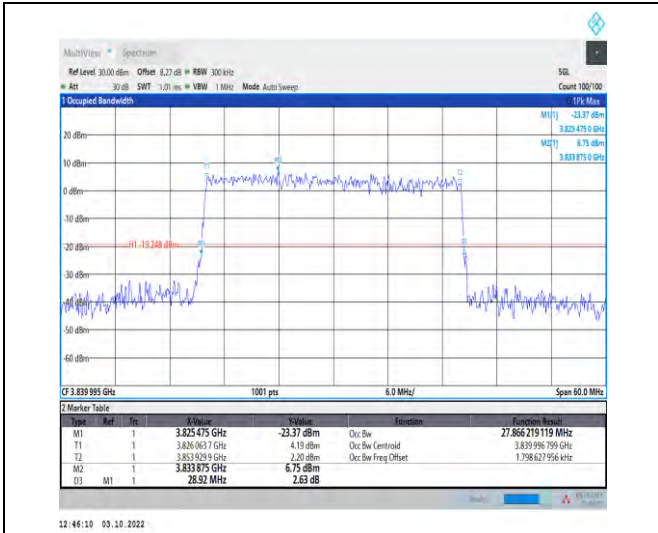 MultiView Spectrum
Ref Level 30.00 dBm Offset 8.27 dB RBW 300 kHz SGL
Att 30 dB SWT 1.01 ms VBW 1 MHz Mode Auto Sweep Count 100/100
1 Occupied Bandwidth 1Pk Max
M1[1] -23.37 dBm
3.825 475 0 GHz
M2[1] 6.75 dBm
3.833 875 0 GHz
20 dBm
10 dBm
0 dBm
-10 dBm
-20 dBm
H1 -19.248 dBm
-30 dBm
-40 dBm
-50 dBm
-60 dBm
T1
M2
T2
M1
D3
CF 3.839 995 GHz 1001 pts 6.0 MHz/ Span 60.0 MHz
2 Marker Table
Type Ref Trc X-Value Y-Value Function Function Result
M1 1 3.825 475 GHz -23.37 dBm Occ Bw 27.866 219 119 MHz
T1 1 3.826 063 7 GHz 4.19 dBm Occ Bw Centroid 3.839 996 799 GHz
T2 1 3.853 929 9 GHz 2.20 dBm Occ Bw Freq Offset 1.798 627 956 kHz
M2 1 3.833 875 GHz 6.75 dBm
D3 M1 1 28.92 MHz 2.63 dB
12:46:10 03.10.2022